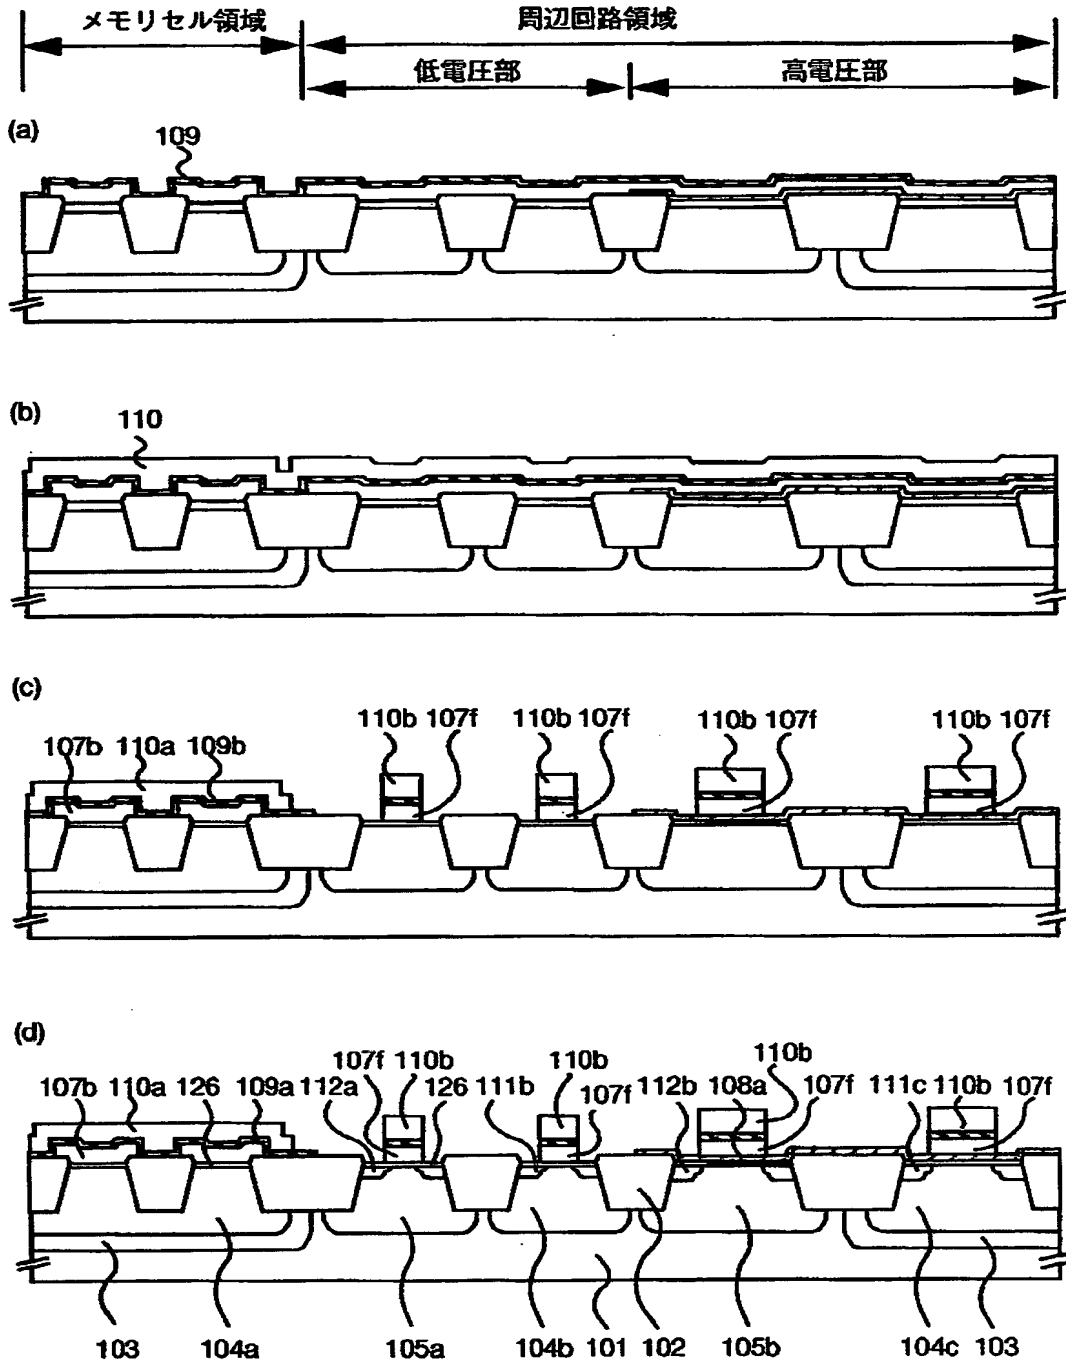 メモリセル領域 周辺回路領域
低電圧部 高電圧部
(a)
109
(b)
110
(c)
110b 107f 110b 107f 110b 107f 110b 107f
107b 110a 109b
(d)
107f 110b 110b 110b
107b 110a 126 109a 112a 126 111b 107f 112b 108a 107f 111c 110b 107f
103 104a 105a 104b 101 102 105b 104c 103